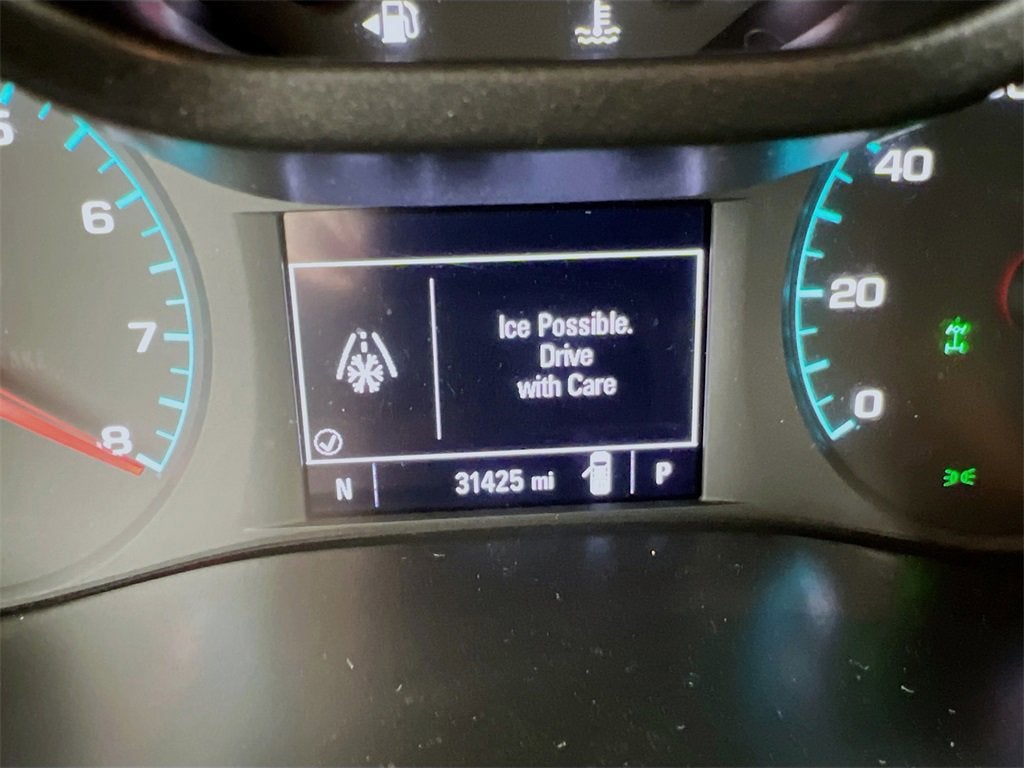 6
7
8
40
20
0
Ice Possible.
Drive
with Care
N
31425 mi
P